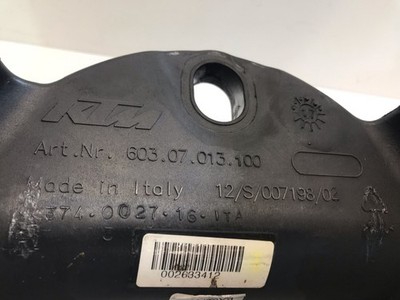 KTM
Art.Nr. 603.07.013.100
Made in Italy 12/S/007198/02
374-0027-16-ITA
002633412